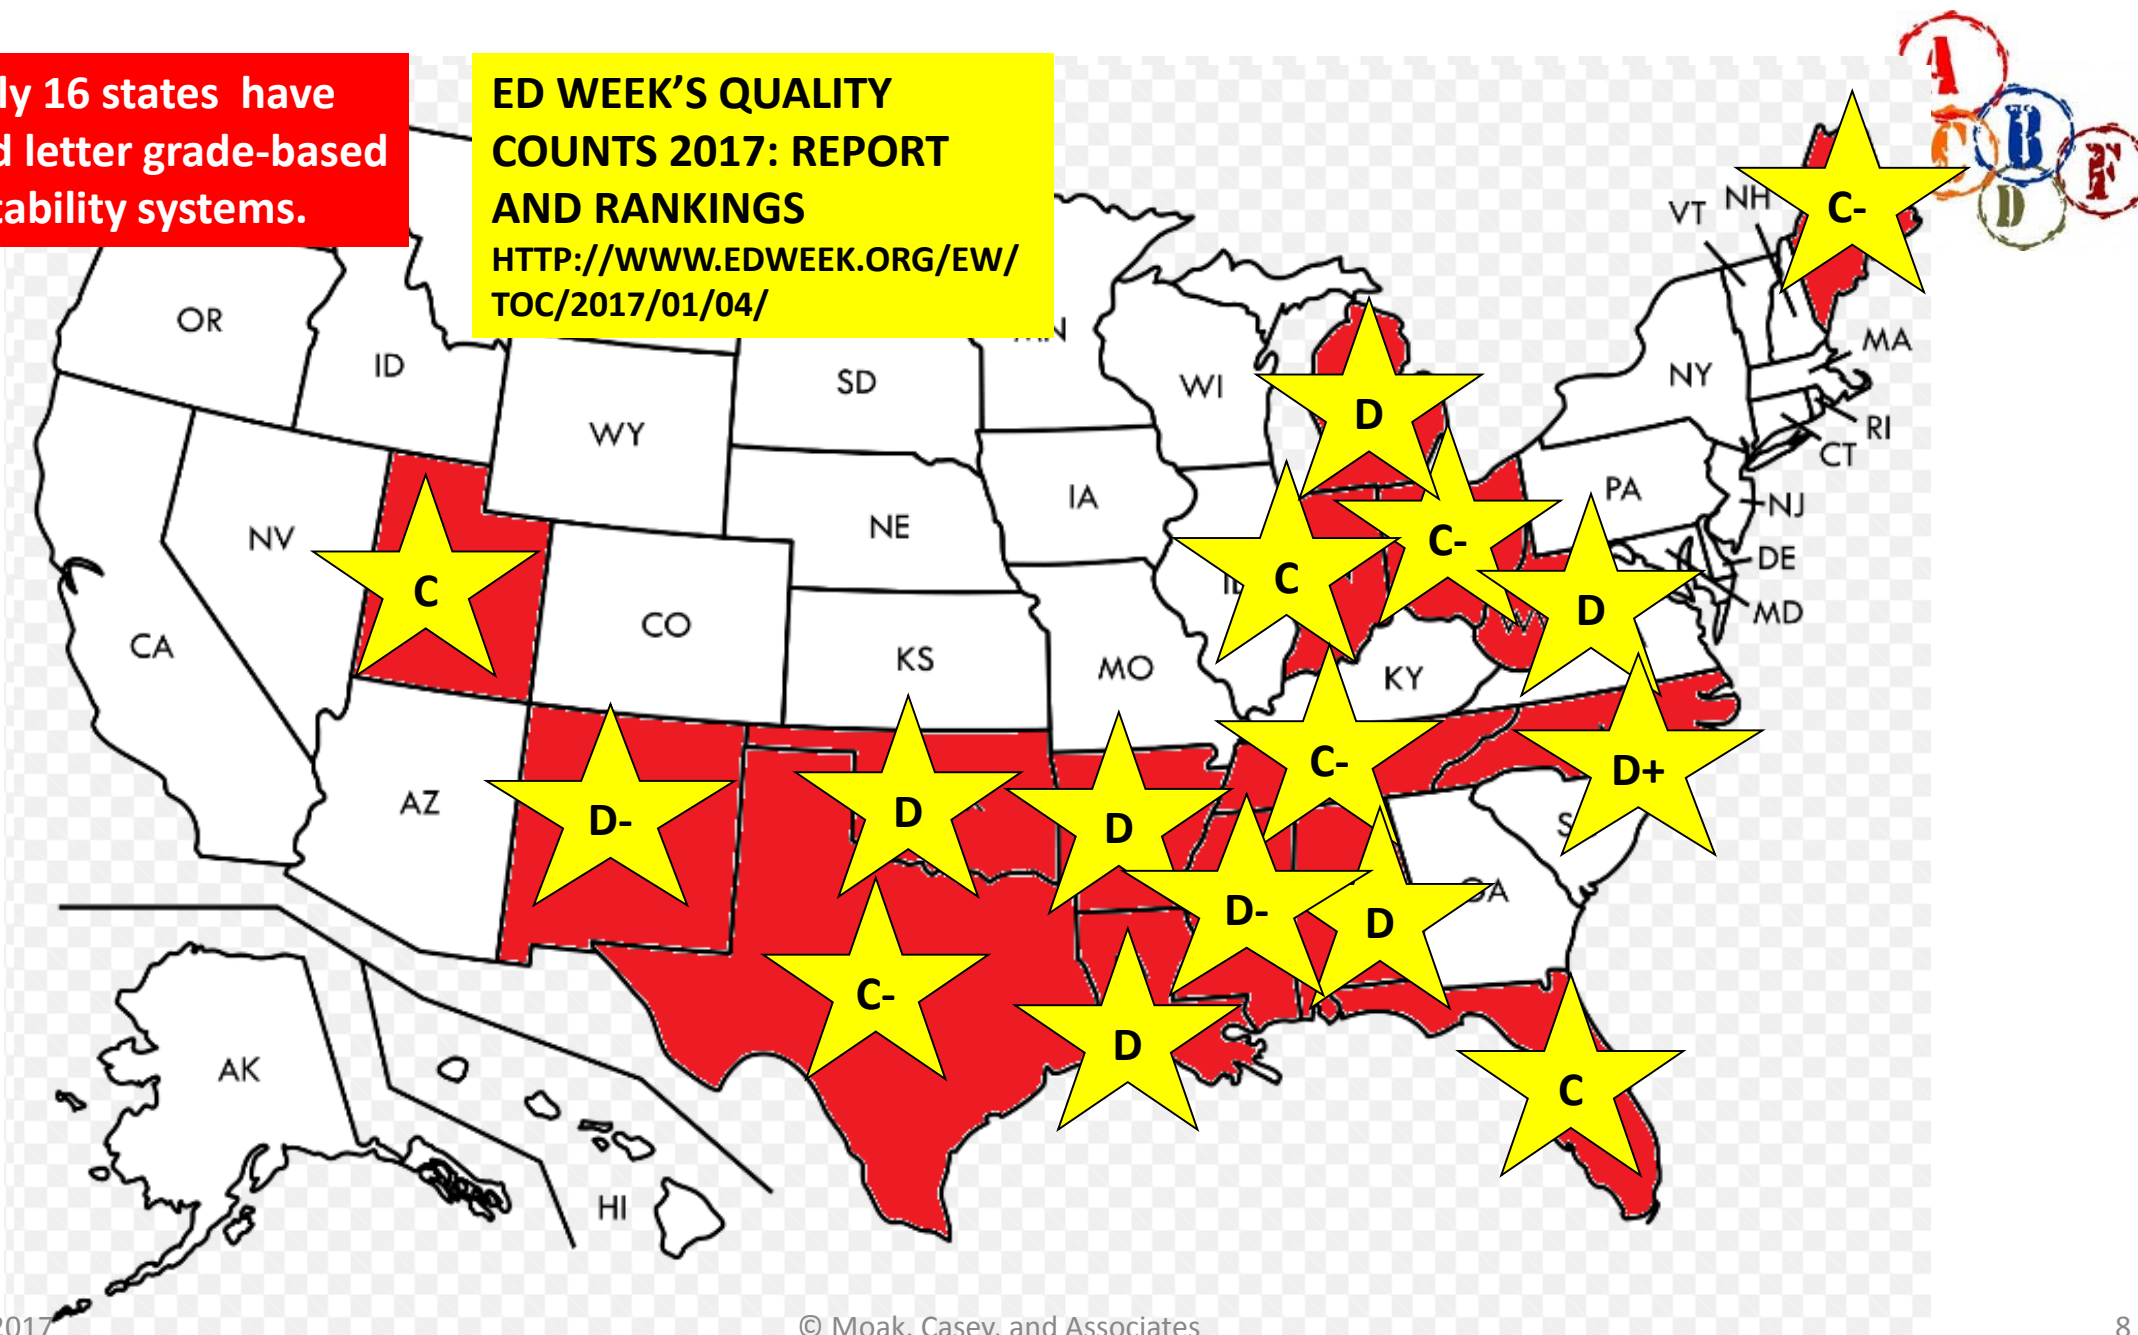 16 states have
letter grade-based
systems.
ED WEEK'S QUALITY
COUNTS 2017: REPORT
AND RANKINGS
HTTP://WWW.EDWEEK.ORG/EW/
TOC/2017/01/04/
A
B
C
D
F
C-
VT NH
OR
ID
SD
WI
MA
NY
WY
D
RI
CT
IA
PA
NE
NJ
NV
C-
C
C
DE
D
MD
CO
CA
KS
MO
KY
C-
D+
AZ
D-
D
D
D-
D
GA
C-
D
AK
C
HI
2017
© Moak, Casey, and Associates
8